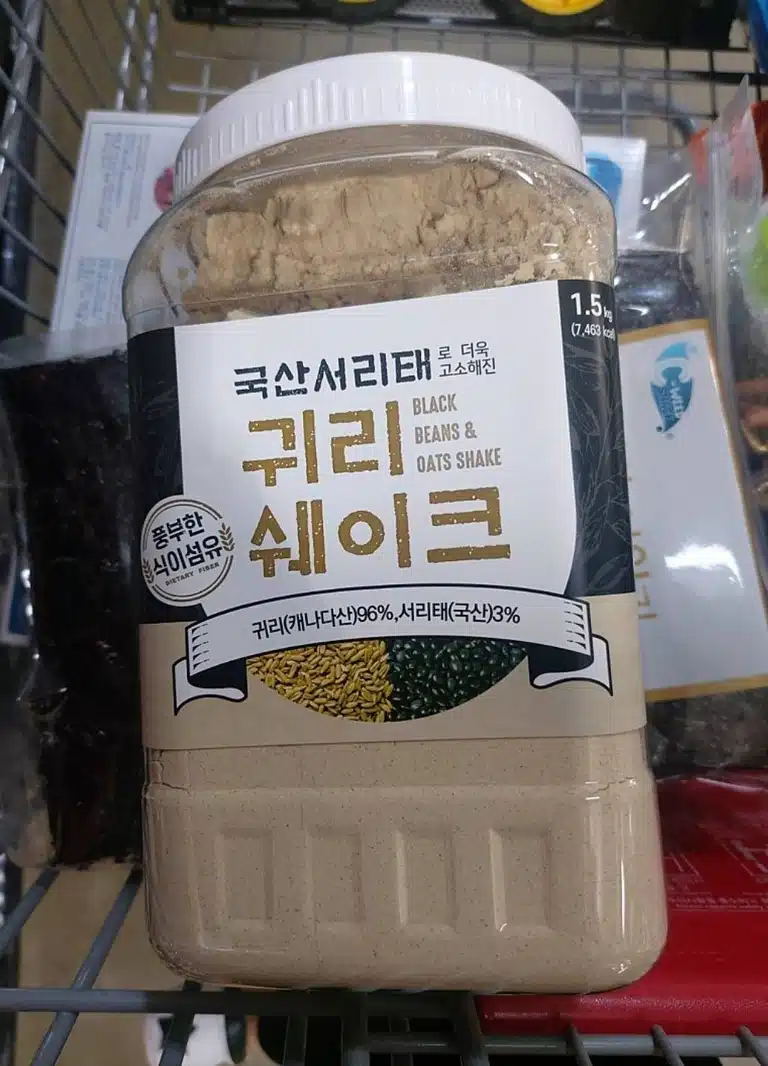 1.5kg
(7,463 kcal)
국산서리태로 더욱
고소해진
귀리
쉐이크
BLACK
BEANS &
OATS SHAKE
풍부한
식이섬유
DIETARY FIBER
귀리(캐나다산)96%,서리태(국산)3%